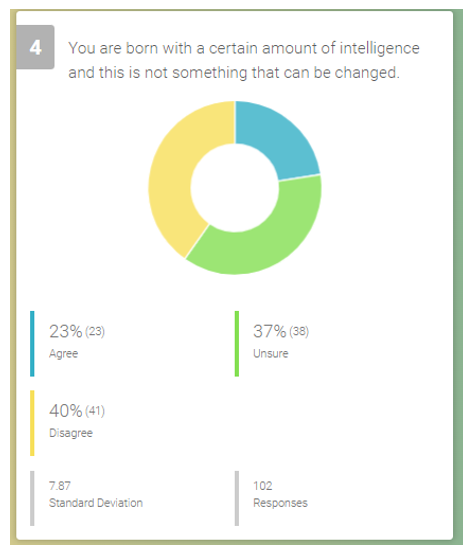 4
You are born with a certain amount of intelligence
and this is not something that can be changed.
23% (23)
Agree
37% (38)
Unsure
40% (41)
Disagree
7.87
Standard Deviation
102
Responses